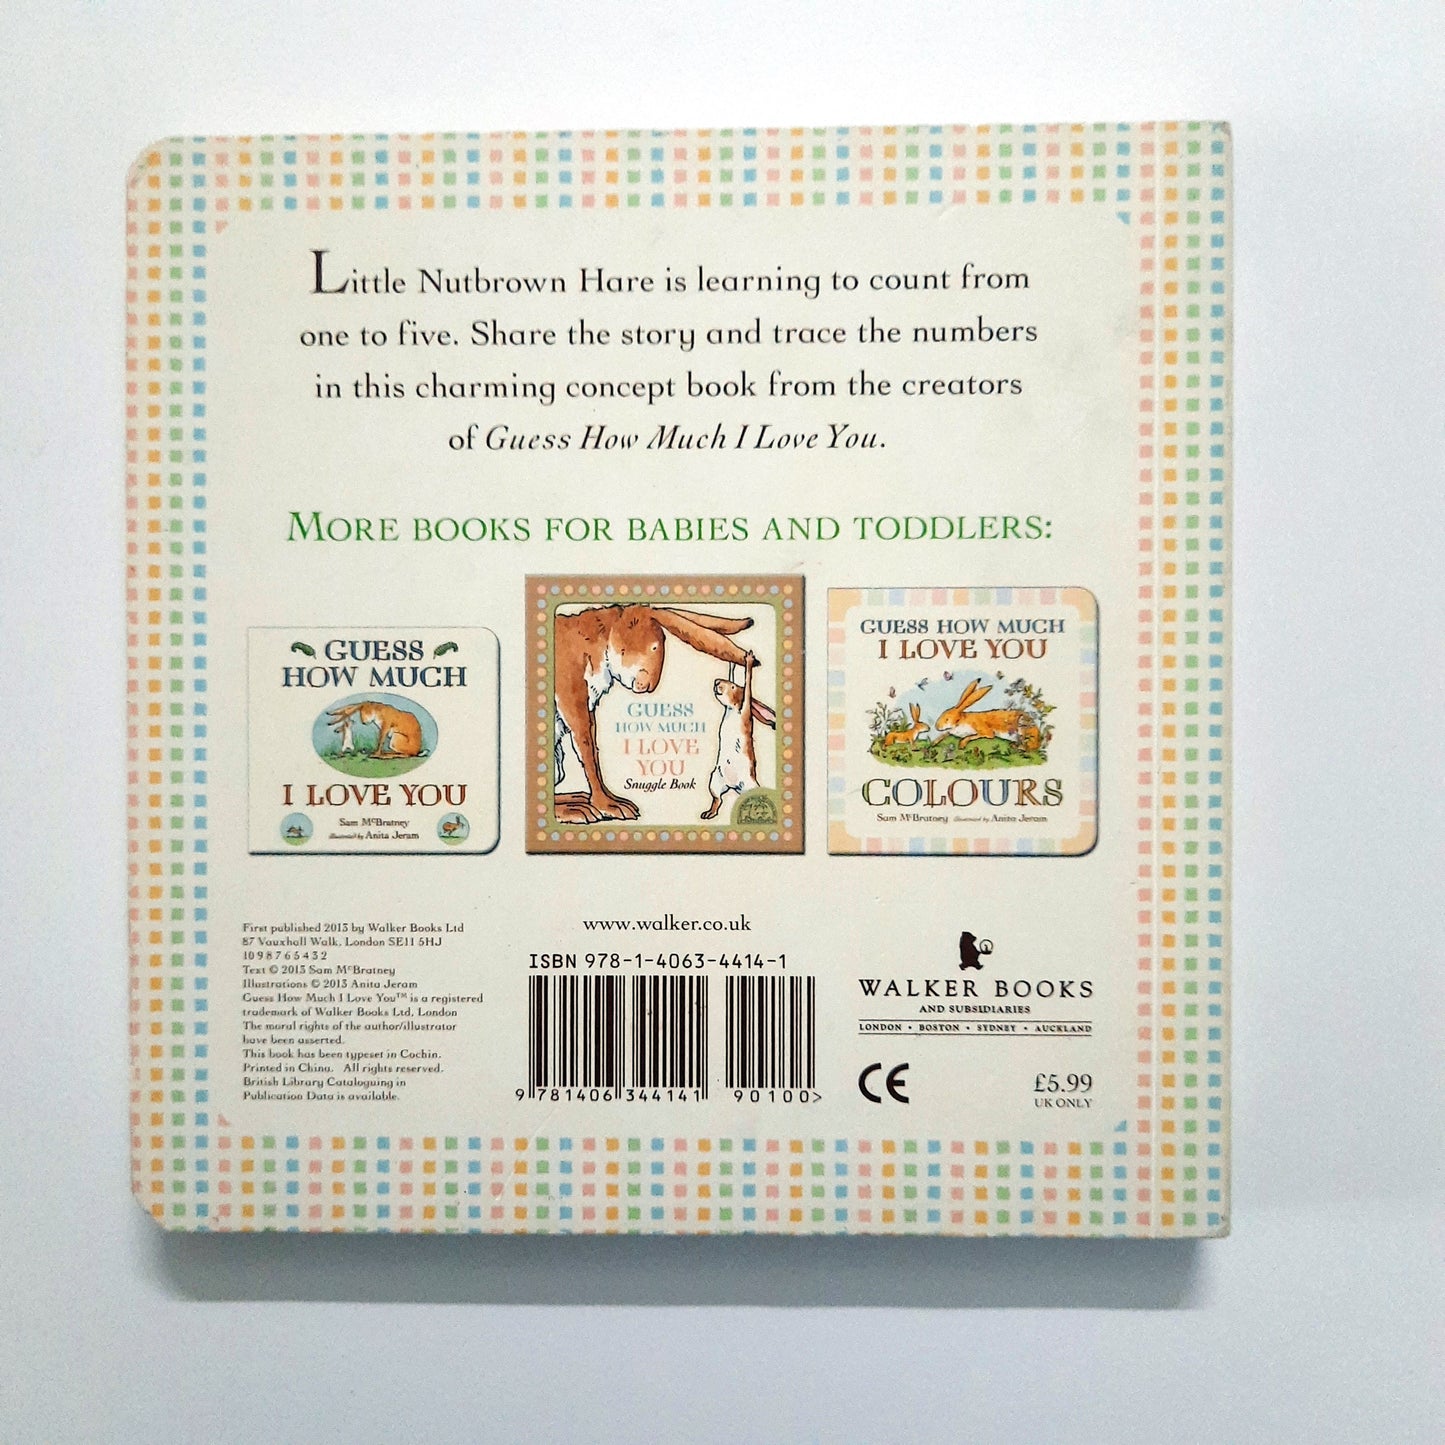 Little Nutbrown Hare is learning to count from
one to five. Share the story and trace the numbers
in this charming concept book from the creators
of Guess How Much I Love You.
MORE BOOKS FOR BABIES AND TODDLERS:
GUESS
HOW MUCH
I LOVE YOU
Sam McBratney
illustrated by Anita Jeram
GUESS
HOW MUCH
I LOVE
YOU
Snuggle Book
GUESS HOW MUCH
I LOVE YOU
COLOURS
Sam McBratney illustrated by Anita Jeram
First published 2013 by Walker Books Ltd
87 Vauxhall Walk, London SE11 5HJ
10 9 8 7 6 5 4 3 2
Text © 2013 Sam McBratney
Illustrations © 2013 Anita Jeram
Guess How Much I Love You™ is a registered
trademark of Walker Books Ltd, London
The moral rights of the author/illustrator
have been asserted.
This book has been typeset in Cochin.
Printed in China. All rights reserved.
British Library Cataloguing in
Publication Data is available.
www.walker.co.uk
ISBN 978-1-4063-4414-1
9 781406 344141 90100>
WALKER BOOKS
AND SUBSIDIARIES
LONDON • BOSTON • SYDNEY • AUCKLAND
CE
£5.99
UK ONLY